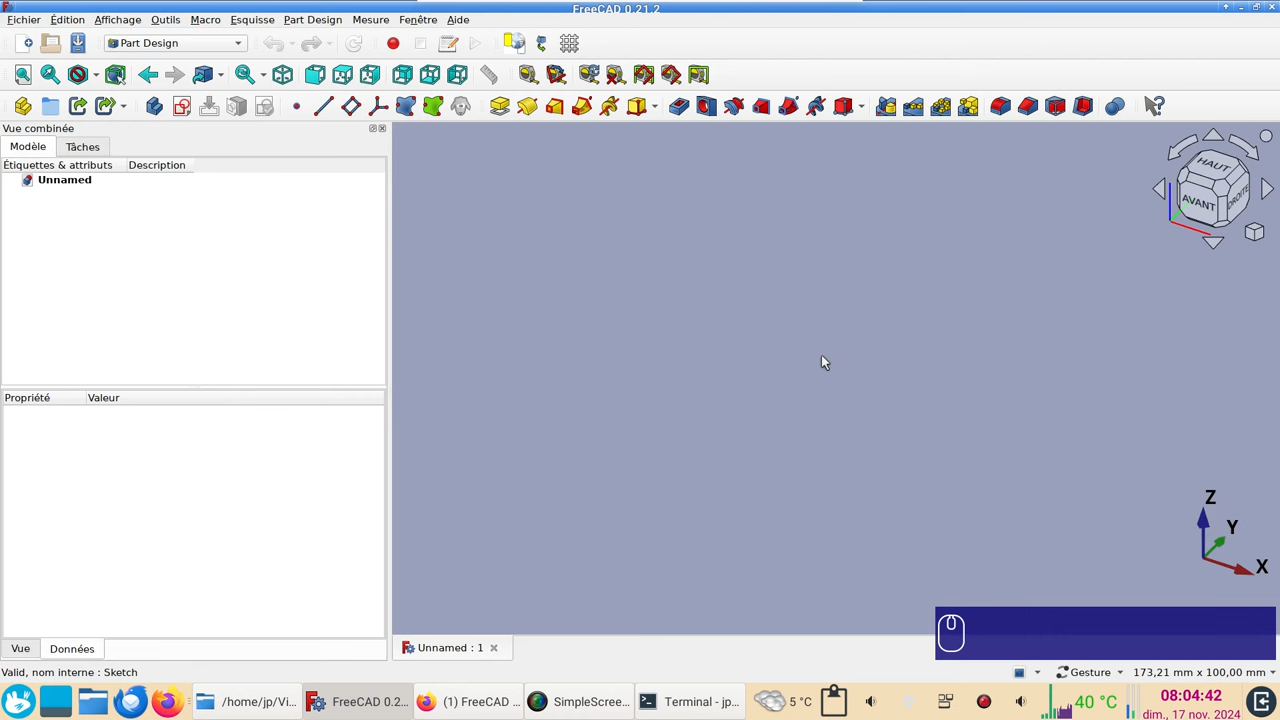 FreeCAD 0.21.2
Fichier Édition Affichage Outils Macro Esquisse Part Design Mesure Fenêtre Aide
Part Design
Vue combinée
Modèle Tâches
Étiquettes & attributs Description
Unnamed
HAUT
AVANT
DROITE
Propriété Valeur
Z
Y
X
Vue Données
Unnamed : 1
Valid, nom interne : Sketch
Gesture
173,21 mm x 100,00 mm
/home/jp/Vi...
FreeCAD 0.2...
(1) FreeCAD ...
SimpleScree...
Terminal - jp...
5 °C
40 °C
08:04:42
dim., 17 nov. 2024